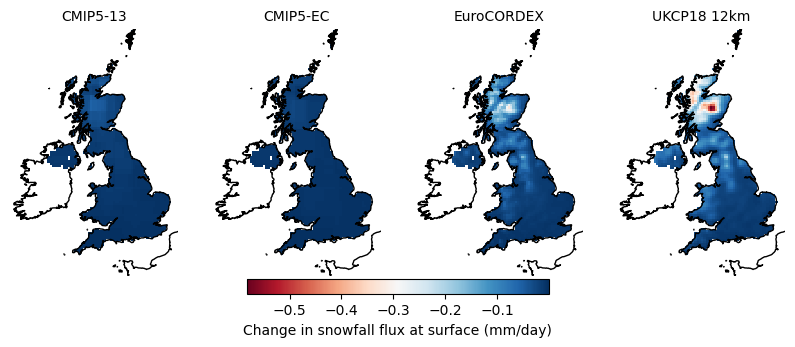 CMIP5-13 CMIP5-EC EuroCORDEX UKCP18 12km
−0.5 −0.4 −0.3 −0.2 −0.1
Change in snowfall flux at surface (mm/day)